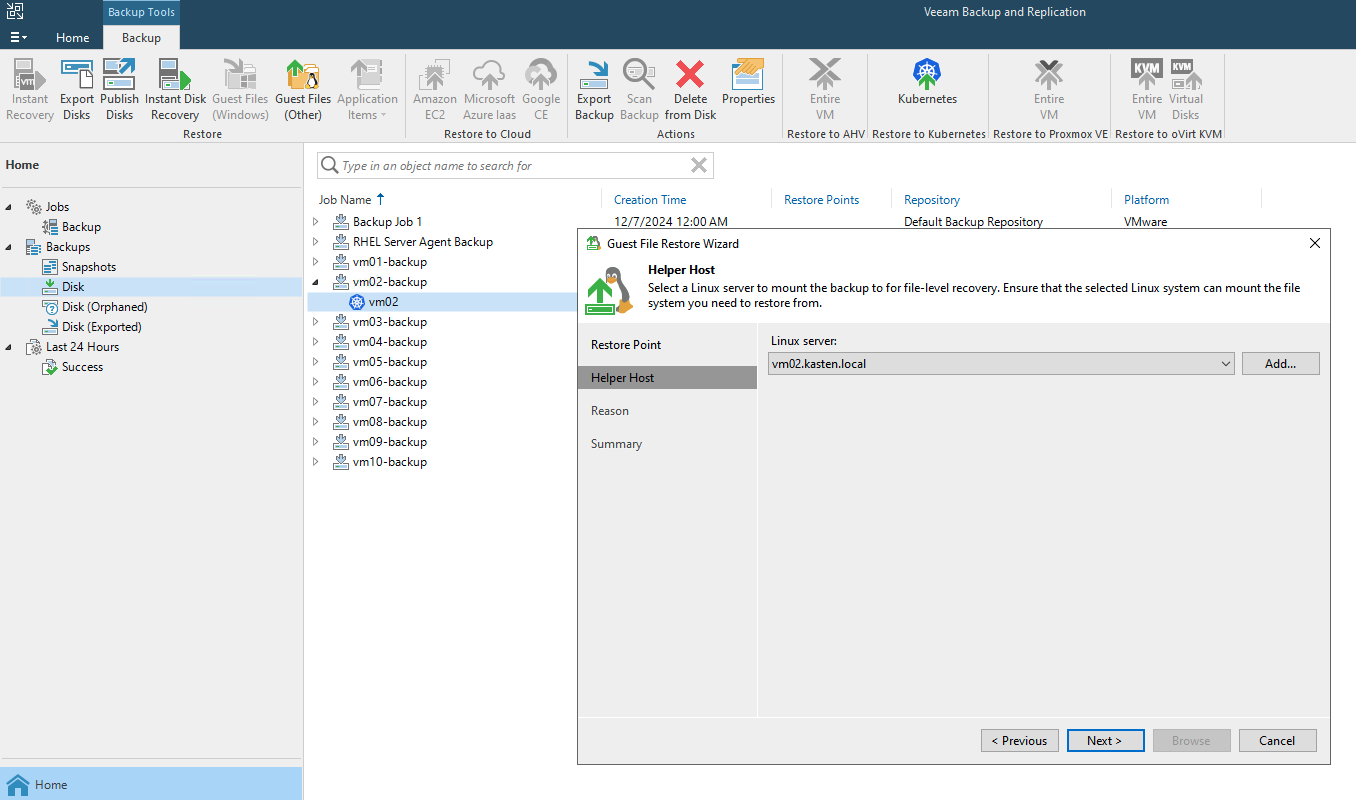 Backup Tools
Veeam Backup and Replication
Home
Backup
Instant Recovery
Export Disks
Publish Disks
Instant Disk Recovery
Guest Files (Windows)
Guest Files (Other)
Application Items
Restore
Amazon EC2
Microsoft Azure Iaas
Google CE
Restore to Cloud
Export Backup
Scan Backup
Delete from Disk
Properties
Actions
Entire VM
Restore to AHV
Kubernetes
Restore to Kubernetes
Entire VM
Restore to Proxmox VE
KVM
Entire VM
KVM
Virtual Disks
Restore to oVirt KVM
Home
Jobs
Backup
Backups
Snapshots
Disk
Disk (Orphaned)
Disk (Exported)
Last 24 Hours
Success
Home
Type in an object name to search for
Job Name Creation Time Restore Points Repository Platform
Backup Job 1 12/7/2024 12:00 AM Default Backup Repository VMware
RHEL Server Agent Backup
vm01-backup
vm02-backup
vm02
vm03-backup
vm04-backup
vm05-backup
vm06-backup
vm07-backup
vm08-backup
vm09-backup
vm10-backup
Guest File Restore Wizard
Helper Host
Select a Linux server to mount the backup to for file-level recovery. Ensure that the selected Linux system can mount the file
system you need to restore from.
Restore Point
Helper Host
Reason
Summary
Linux server:
vm02.kasten.local
Add...
< Previous
Next >
Browse
Cancel